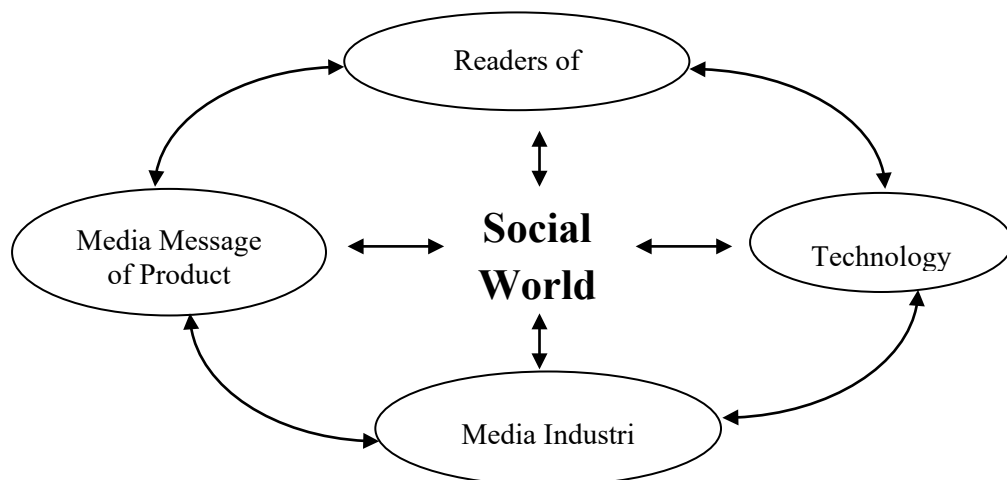 Readers of
Media Message
of Product
Social
World
Technology
Media Industri